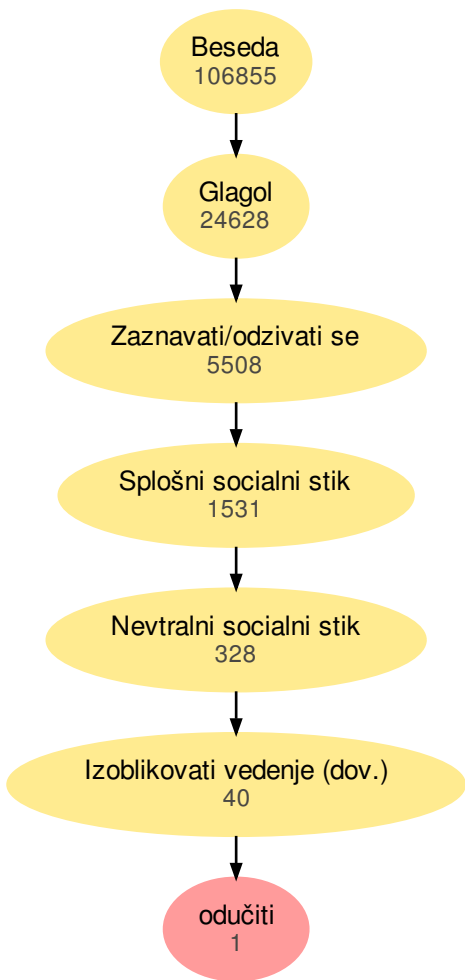 Beseda
106855
Glagol
24628
Zaznavati/odzivati se
5508
Splošni socialni stik
1531
Nevtralni socialni stik
328
Izoblikovati vedenje (dov.)
40
odučiti
1